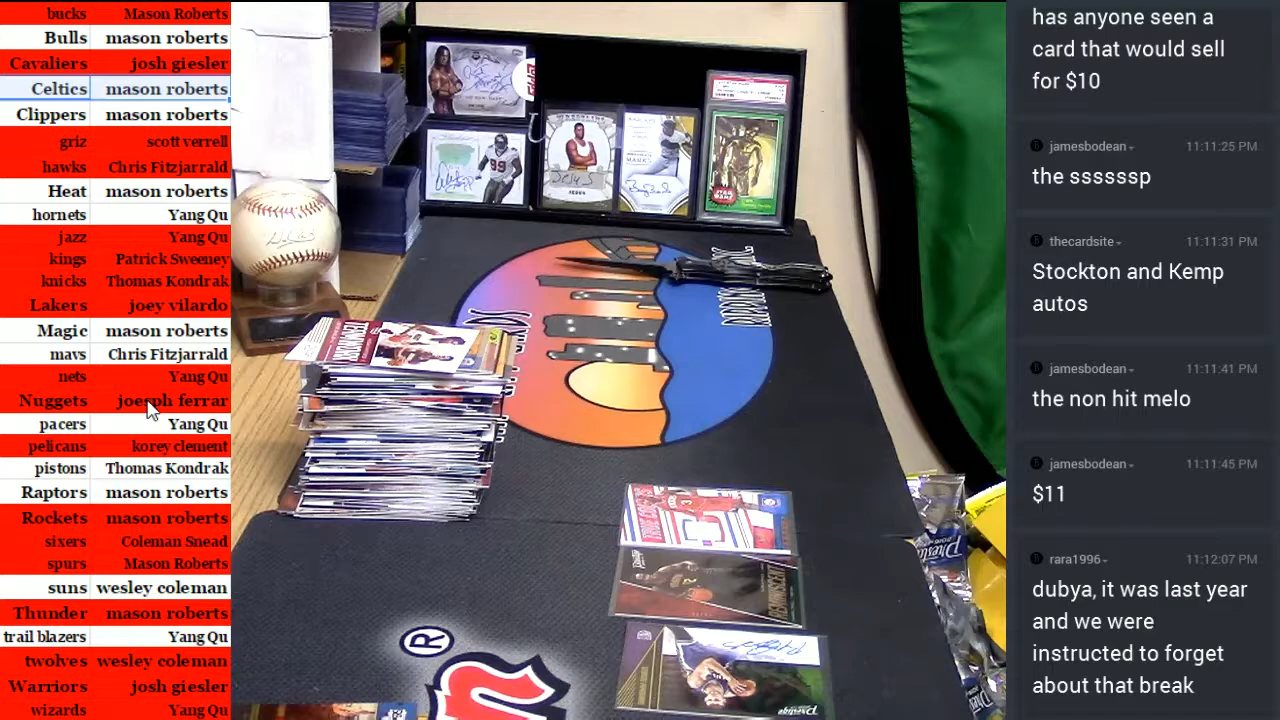 bucks Mason Roberts
Bulls mason roberts
Cavaliers josh giesler
Celtics mason roberts
Clippers mason roberts
griz scott verrell
hawks Chris Fitzjarrald
Heat mason roberts
hornets Yang Qu
jazz Yang Qu
kings Patrick Sweeney
knicks Thomas Kondrak
Lakers joey vilardo
Magic mason roberts
mavs Chris Fitzjarrald
nets Yang Qu
Nuggets joesph ferrar
pacers Yang Qu
pelicans korey clement
pistons Thomas Kondrak
Raptors mason roberts
Rockets mason roberts
sixers Coleman Snead
spurs Mason Roberts
suns wesley coleman
Thunder mason roberts
trail blazers Yang Qu
twolves wesley coleman
Warriors josh giesler
wizards Yang Qu
99
STAR
WARS
Prestige
®
has anyone seen a
card that would sell
for $10
jamesbodean 11:11:25 PM
the ssssssp
thecardsite 11:11:31 PM
Stockton and Kemp
autos
jamesbodean 11:11:41 PM
the non hit melo
jamesbodean 11:11:45 PM
$11
rara1996 11:12:07 PM
dubya, it was last year
and we were
instructed to forget
about that break